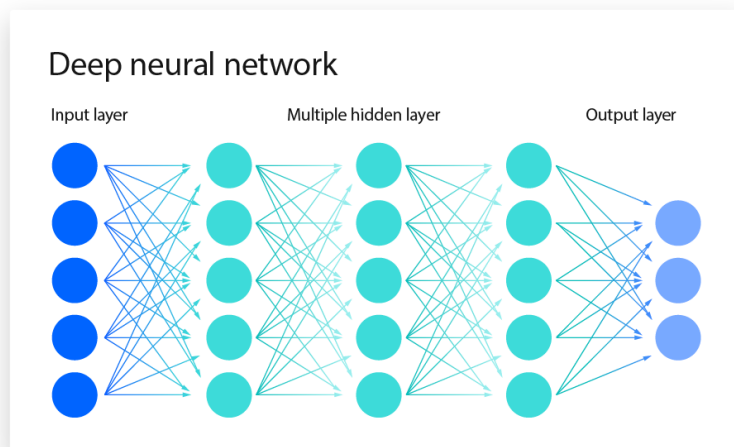 Deep neural network
Input layer
Multiple hidden layer
Output layer